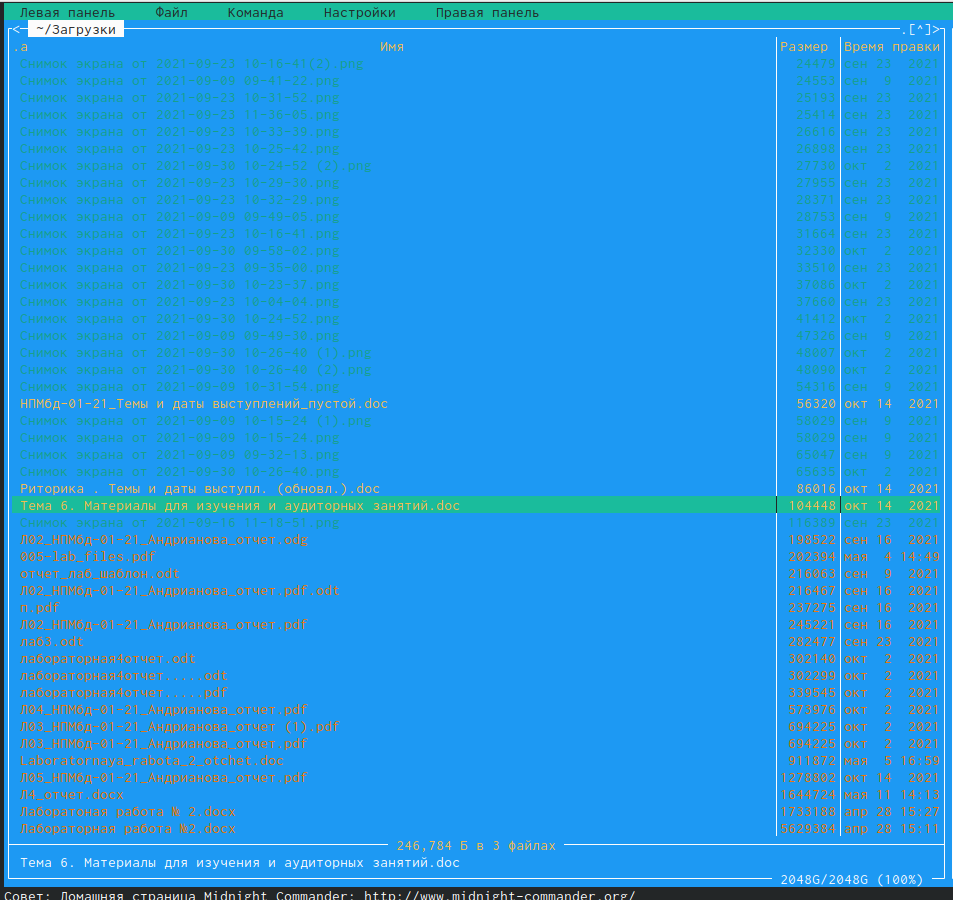 Левая панель Файл Команда Настройки Правая панель
<─ ~/Загрузки .[^]>
.а Имя Размер Время правки
Снимок экрана от 2021-09-23 10-16-41(2).png 24479 сен 23 2021
Снимок экрана от 2021-09-09 09-41-22.png 24553 сен 9 2021
Снимок экрана от 2021-09-23 10-31-52.png 25193 сен 23 2021
Снимок экрана от 2021-09-23 11-36-05.png 25414 сен 23 2021
Снимок экрана от 2021-09-23 10-33-39.png 26616 сен 23 2021
Снимок экрана от 2021-09-23 10-25-42.png сен 23 2021
Снимок экрана от 2021-09-30 10-24-52 (2).png 27750 окт 2 2021
Снимок экрана от 2021-09-23 10-29-30.png 27955 сен 23 2021
Снимок экрана от 2021-09-23 10-32-29.png 28371 сен 23 2021
Снимок экрана от 2021-09-09 09-49-05.png 28753 сен 9 2021
Снимок экрана от 2021-09-23 10-16-41.png 31664 сен 23 2021
Снимок экрана от 2021-09-30 09-58-02.png 32330 окт 2 2021
Снимок экрана от 2021-09-23 09-35-00.png 33510 сен 23 2021
Снимок экрана от 2021-09-30 10-23-37.png окт 2 2021
Снимок экрана от 2021-09-23 10-04-04.png 37660 сен 23 2021
Снимок экрана от 2021-09-30 10-24-52.png 41412 окт 2 2021
Снимок экрана от 2021-09-09 09-49-30.png 47326 сен 9 2021
Снимок экрана от 2021-09-30 10-26-40 (1).png окт 2 2021
Снимок экрана от 2021-09-30 10-26-40 (2).png окт 2 2021
Снимок экрана от 2021-09-09 10-31-54.png 54316 сен 9 2021
НПМбд-01-21_Темы и даты выступлений_пустой.doc 56320 окт 14 2021
Снимок экрана от 2021-09-09 10-15-24 (1).png 58029 сен 9 2021
Снимок экрана от 2021-09-09 10-15-24.png 58029 сен 9 2021
Снимок экрана от 2021-09-09 09-32-13.png 65047 сен 9 2021
Снимок экрана от 2021-09-30 10-26-40.png 65635 окт 2 2021
Риторика . Темы и даты выступл. (обновл.).doc 86016 окт 14 2021
Тема 6. Материалы для изучения и аудиторных занятий.doc 104448 окт 14 2021
Снимок экрана от 2021-09-16 11-18-51.png 116389 сен 23 2021
Л02_НПМбд-01-21_Андрианова_отчет.odg 198522 сен 16 2021
005-lab_files.pdf 202394 мая 4 14:49
отчет_лаб_шаблон.odt 216063 сен 9 2021
Л02_НПМбд-01-21_Андрианова_отчет.pdf.odt 216467 сен 16 2021
п.pdf 237275 сен 16 2021
Л02_НПМбд-01-21_Андрианова_отчет.pdf 245221 сен 16 2021
лаб3.odt 282477 сен 23 2021
лабораторная4отчет.odt 302140 окт 2 2021
лабораторная4отчет.....odt 302299 окт 2 2021
лабораторная4отчет.....pdf 339545 окт 2 2021
Л04_НПМбд-01-21_Андрианова_отчет.pdf 573976 окт 2 2021
Л03_НПМбд-01-21_Андрианова_отчет (1).pdf 694225 окт 2 2021
Л03_НПМбд-01-21_Андрианова_отчет.pdf 694225 окт 2 2021
Laboratornaya_rabota_2_otchet.doc 911872 мая 5 16:59
Л05_НПМбд-01-21_Андрианова_отчет.pdf 1278802 окт 14 2021
Л4_отчет.docx 1644724 мая 11 14:13
Лаборатоная работа № 2.docx 1733188 апр 28 15:27
Лабораторная работа №2.docx 5629384 апр 28 15:11
246,784 Б в 3 файлах
Тема 6. Материалы для изучения и аудиторных занятий.doc
2048G/2048G (100%)
Совет: Домашняя страница Midnight Commander: http://www.midnight-commander.org/